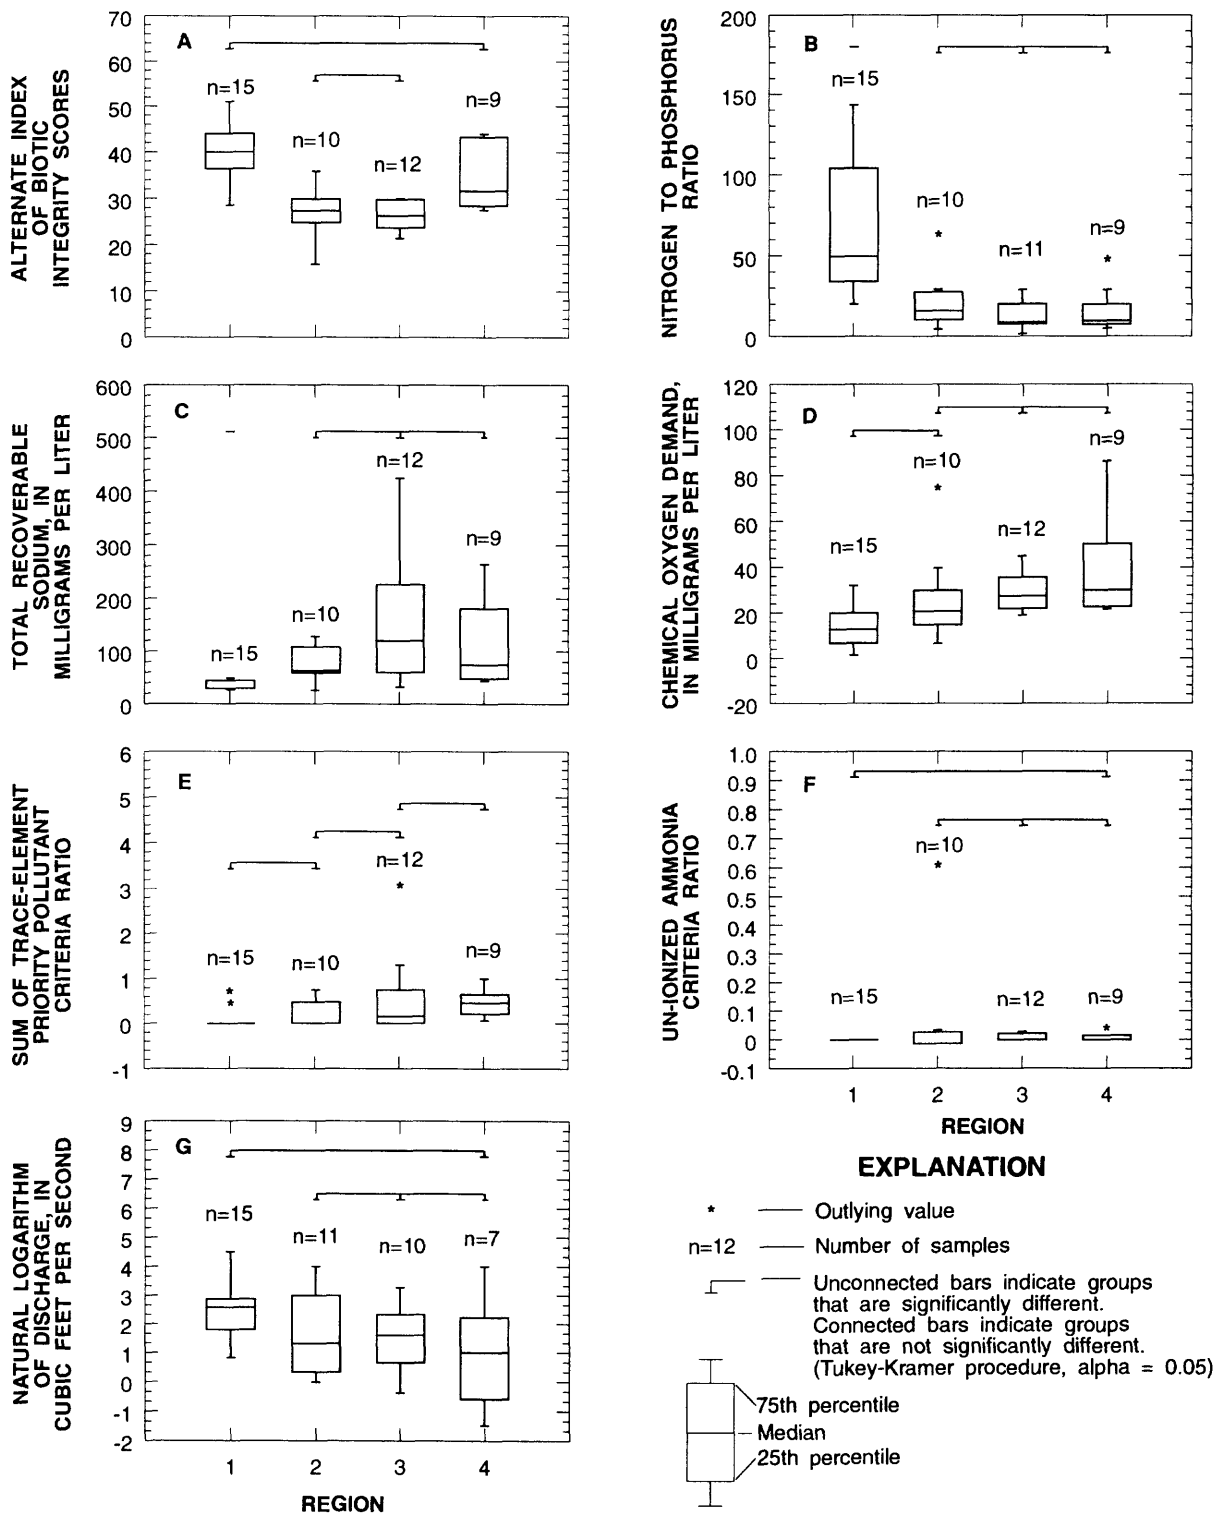 ALTERNATE INDEX
OF BIOTIC
INTEGRITY SCORES
70
60
50
40
30
20
10
0
A
n=15
n=10
n=12
n=9
NITROGEN TO PHOSPHORUS
RATIO
200
150
100
50
0
B
n=15
n=10
n=11
n=9
TOTAL RECOVERABLE
SODIUM, IN
MILLIGRAMS PER LITER
600
500
400
300
200
100
0
C
n=15
n=10
n=12
n=9
CHEMICAL OXYGEN DEMAND,
IN MILLIGRAMS PER LITER
120
100
80
60
40
20
0
-20
D
n=15
n=10
n=12
n=9
SUM OF TRACE-ELEMENT
PRIORITY POLLUTANT
CRITERIA RATIO
6
5
4
3
2
1
0
-1
E
n=15
n=10
n=12
n=9
UN-IONIZED AMMONIA
CRITERIA RATIO
1.0
0.9
0.8
0.7
0.6
0.5
0.4
0.3
0.2
0.1
0
-0.1
F
n=15
n=10
n=12
n=9
1 2 3 4
REGION
NATURAL LOGARITHM
OF DISCHARGE, IN
CUBIC FEET PER SECOND
9
8
7
6
5
4
3
2
1
0
-1
-2
G
n=15
n=11
n=10
n=7
1 2 3 4
REGION
EXPLANATION
* Outlying value
n=12 Number of samples
Unconnected bars indicate groups
that are significantly different.
Connected bars indicate groups
that are not significantly different.
(Tukey-Kramer procedure, alpha = 0.05)
75th percentile
Median
25th percentile